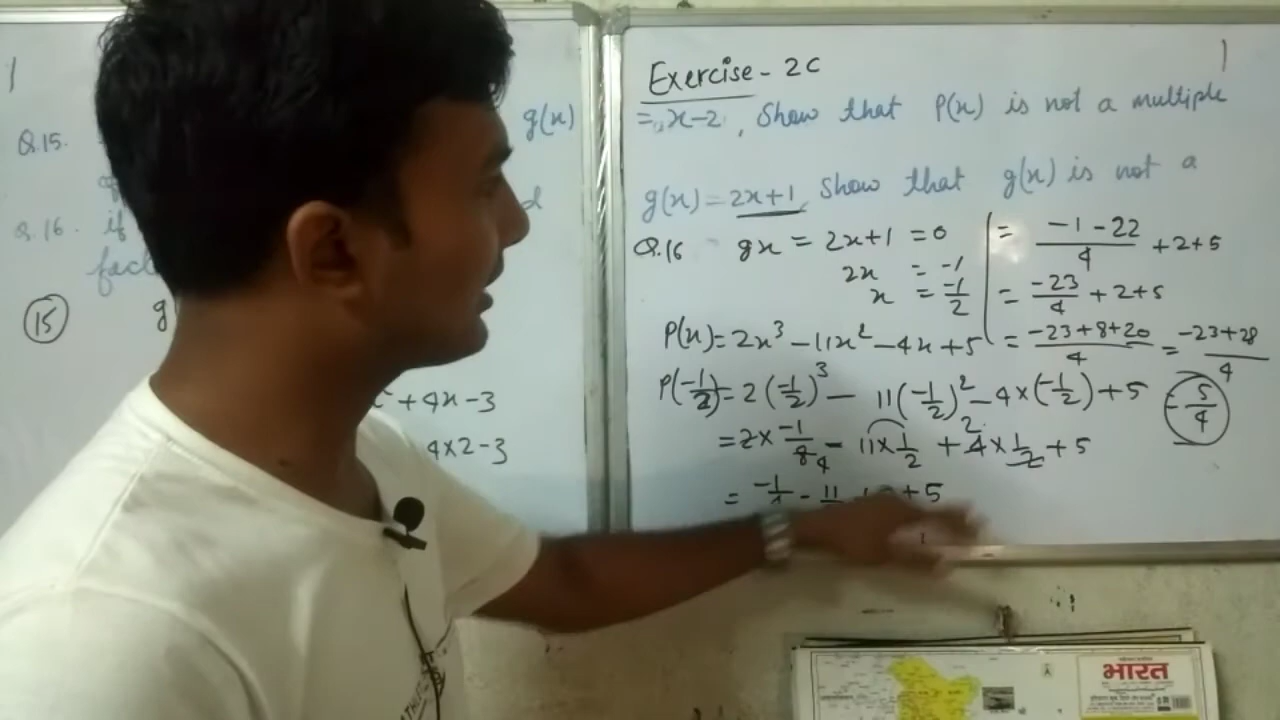 Exercise - 2C
Q.15. g(x) = x-2, Show that P(x) is not a multiple
Q.16. if g(x) = 2x+1, Show that g(x) is not a
15
+4x-3
4x2-3
Q.16 gx = 2x+1 = 0
2x = -1
x = -1/2
P(x) = 2x³ - 11x² - 4x + 5
P(-1/2) = 2(-1/2)³ - 11(-1/2)² - 4×(-1/2) + 5
= 2×-1/8 4 - 11×1/2 + 4×1/2 2 + 5
= -1/4 - 11 + 5
= -1-22/4 + 2+5
= -23/4 + 2+5
= -23+8+20/4 = -23+28/4
-5/4
भारत